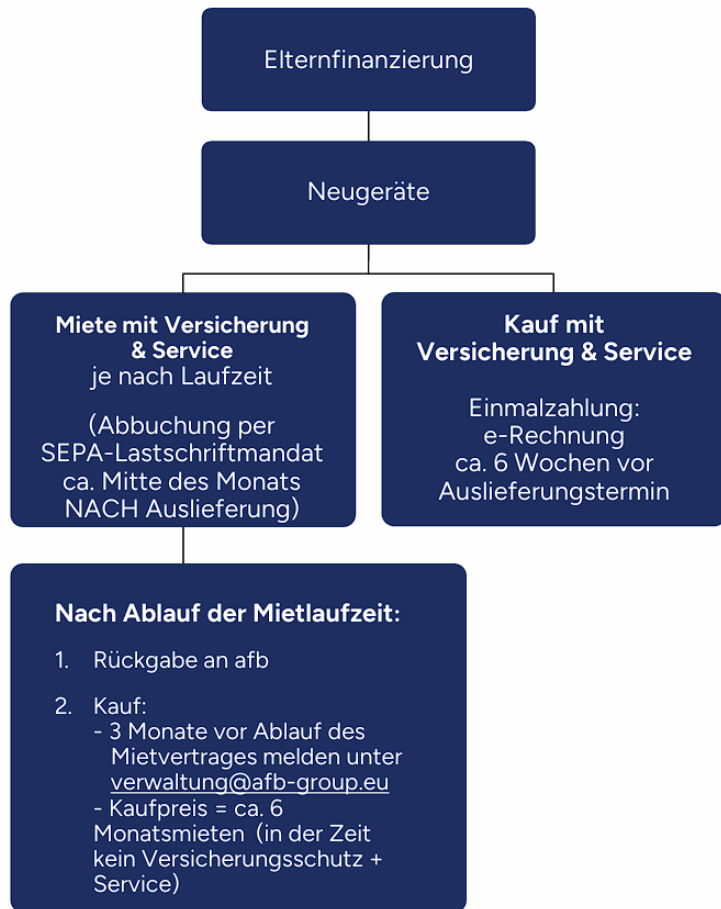 Elternfinanzierung
Neugeräte
Miete mit Versicherung
& Service
je nach Laufzeit
(Abbuchung per
SEPA-Lastschriftmandat
ca. Mitte des Monats
NACH Auslieferung)
Kauf mit
Versicherung & Service
Einmalzahlung:
e-Rechnung
ca. 6 Wochen vor
Auslieferungstermin
Nach Ablauf der Mietlaufzeit:
1. Rückgabe an afb
2. Kauf:
- 3 Monate vor Ablauf des
Mietvertrages melden unter
verwaltung@afb-group.eu
- Kaufpreis = ca. 6
Monatsmieten (in der Zeit
kein Versicherungsschutz +
Service)